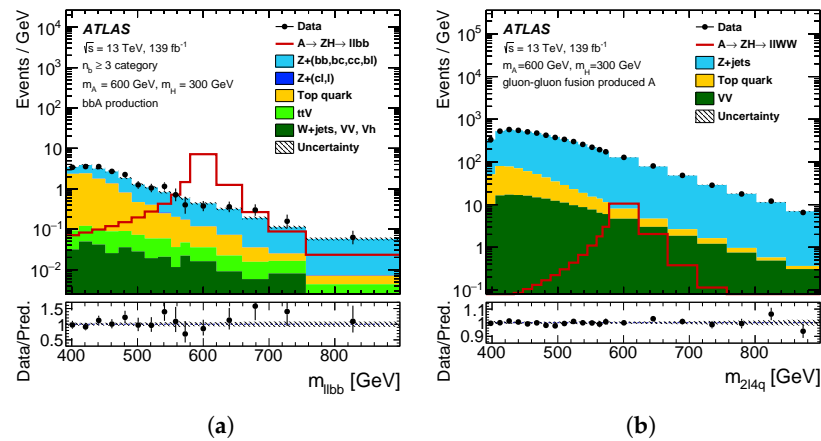 Events / GeV
10⁴
10³
10²
10
1
10⁻¹
10⁻²
ATLAS
√s = 13 TeV, 139 fb⁻¹
n_b ≥ 3 category
m_A = 600 GeV, m_H = 300 GeV
bbA production
Data
A→ ZH→ llbb
Z+(bb,bc,cc,bl)
Z+(cl,l)
Top quark
ttV
W+jets, VV, Vh
Uncertainty
Data/Pred.
1.5
1
0.5
400 500 600 700 800
m_llbb [GeV]
(a)
Events / GeV
10⁵
10⁴
10³
10²
10
1
10⁻¹
ATLAS
√s = 13 TeV, 139 fb⁻¹
m_A=600 GeV, m_H=300 GeV
gluon-gluon fusion produced A
Data
A→ ZH→ llWW
Z+jets
Top quark
VV
Uncertainty
Data/Pred.
1.1
1
0.9
400 500 600 700 800
m_2l4q [GeV]
(b)